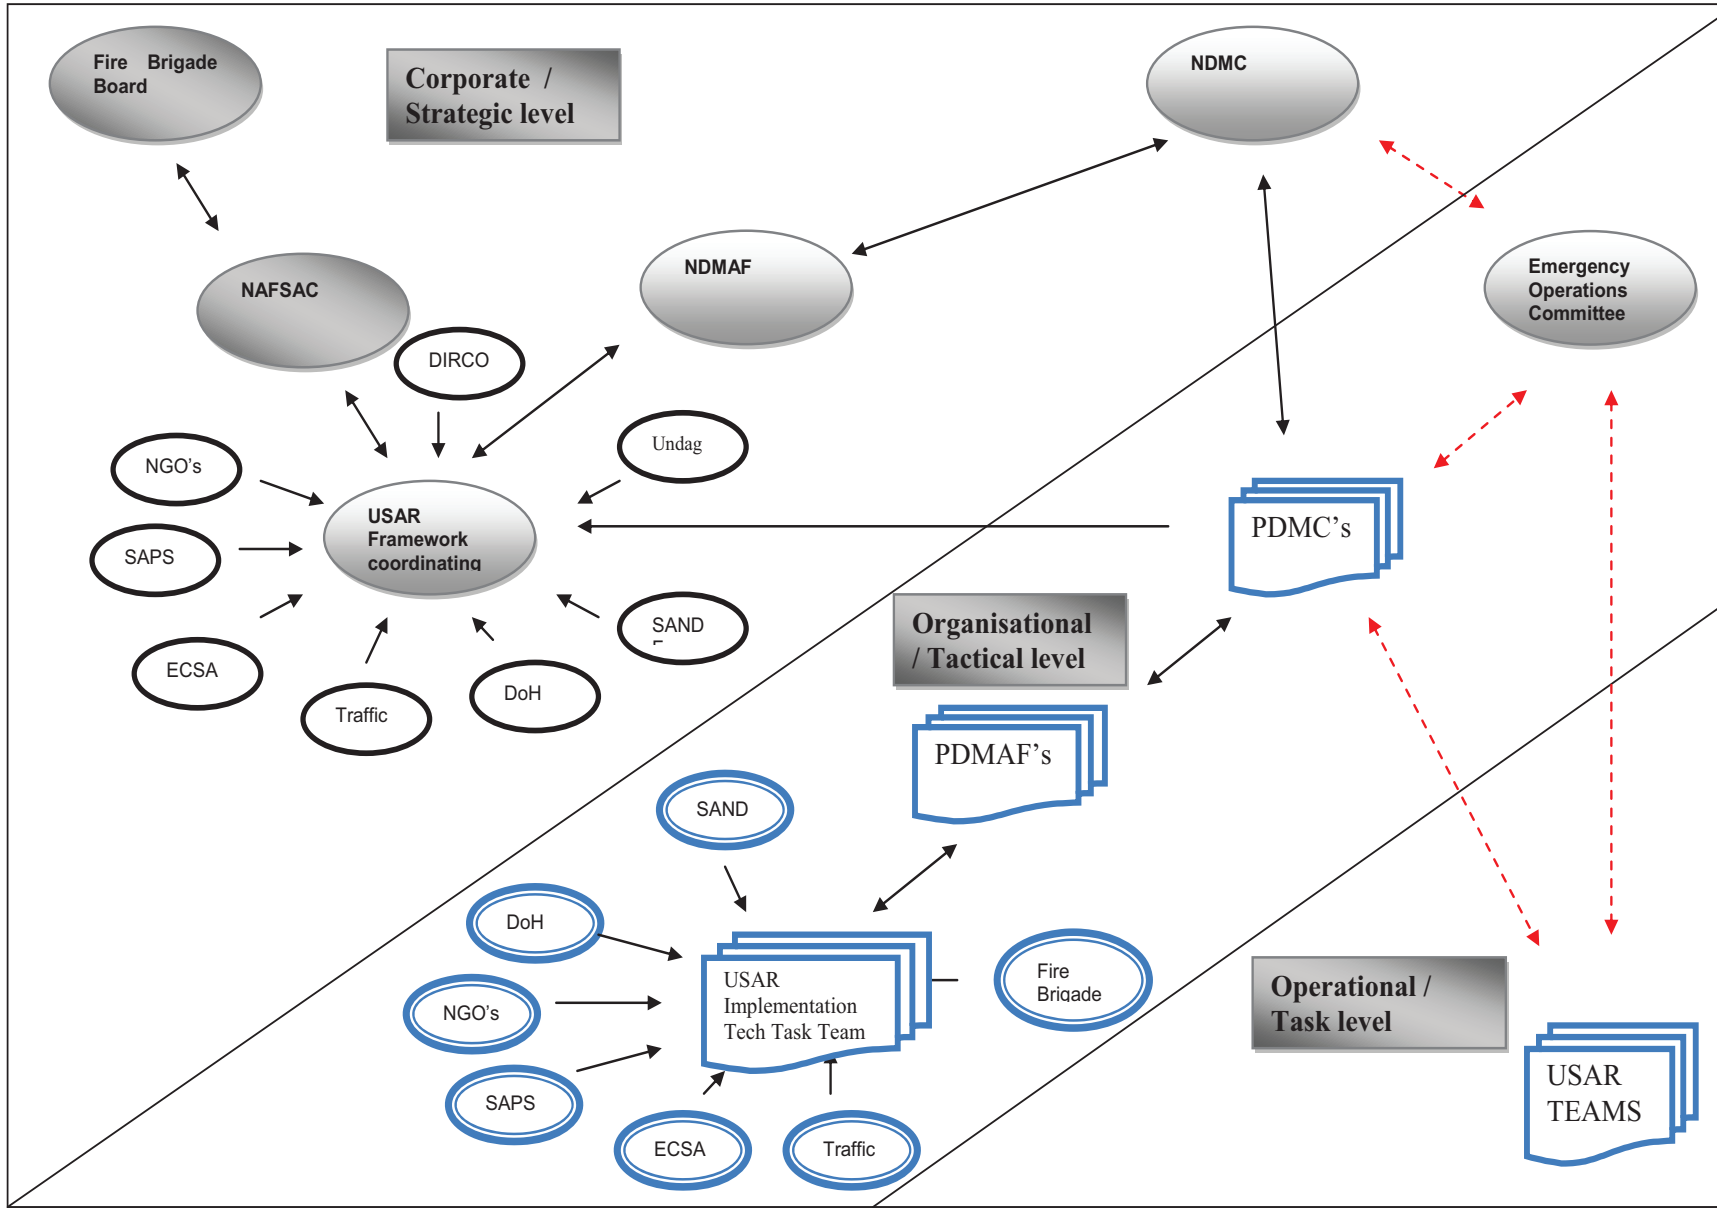 Fire Brigade
Board
Corporate /
Strategic level
NDMC
NAFSAC
NDMAF
Emergency
Operations
Committee
DIRCO
Undag
NGO's
USAR
Framework
coordinating
SAPS
PDMC's
ECSA
SAND
Traffic
DoH
Organisational
/ Tactical level
PDMAF's
SAND
DoH
NGO's
USAR
Implementation
Tech Task Team
Fire
Brigade
SAPS
ECSA
Traffic
Operational /
Task level
USAR
TEAMS